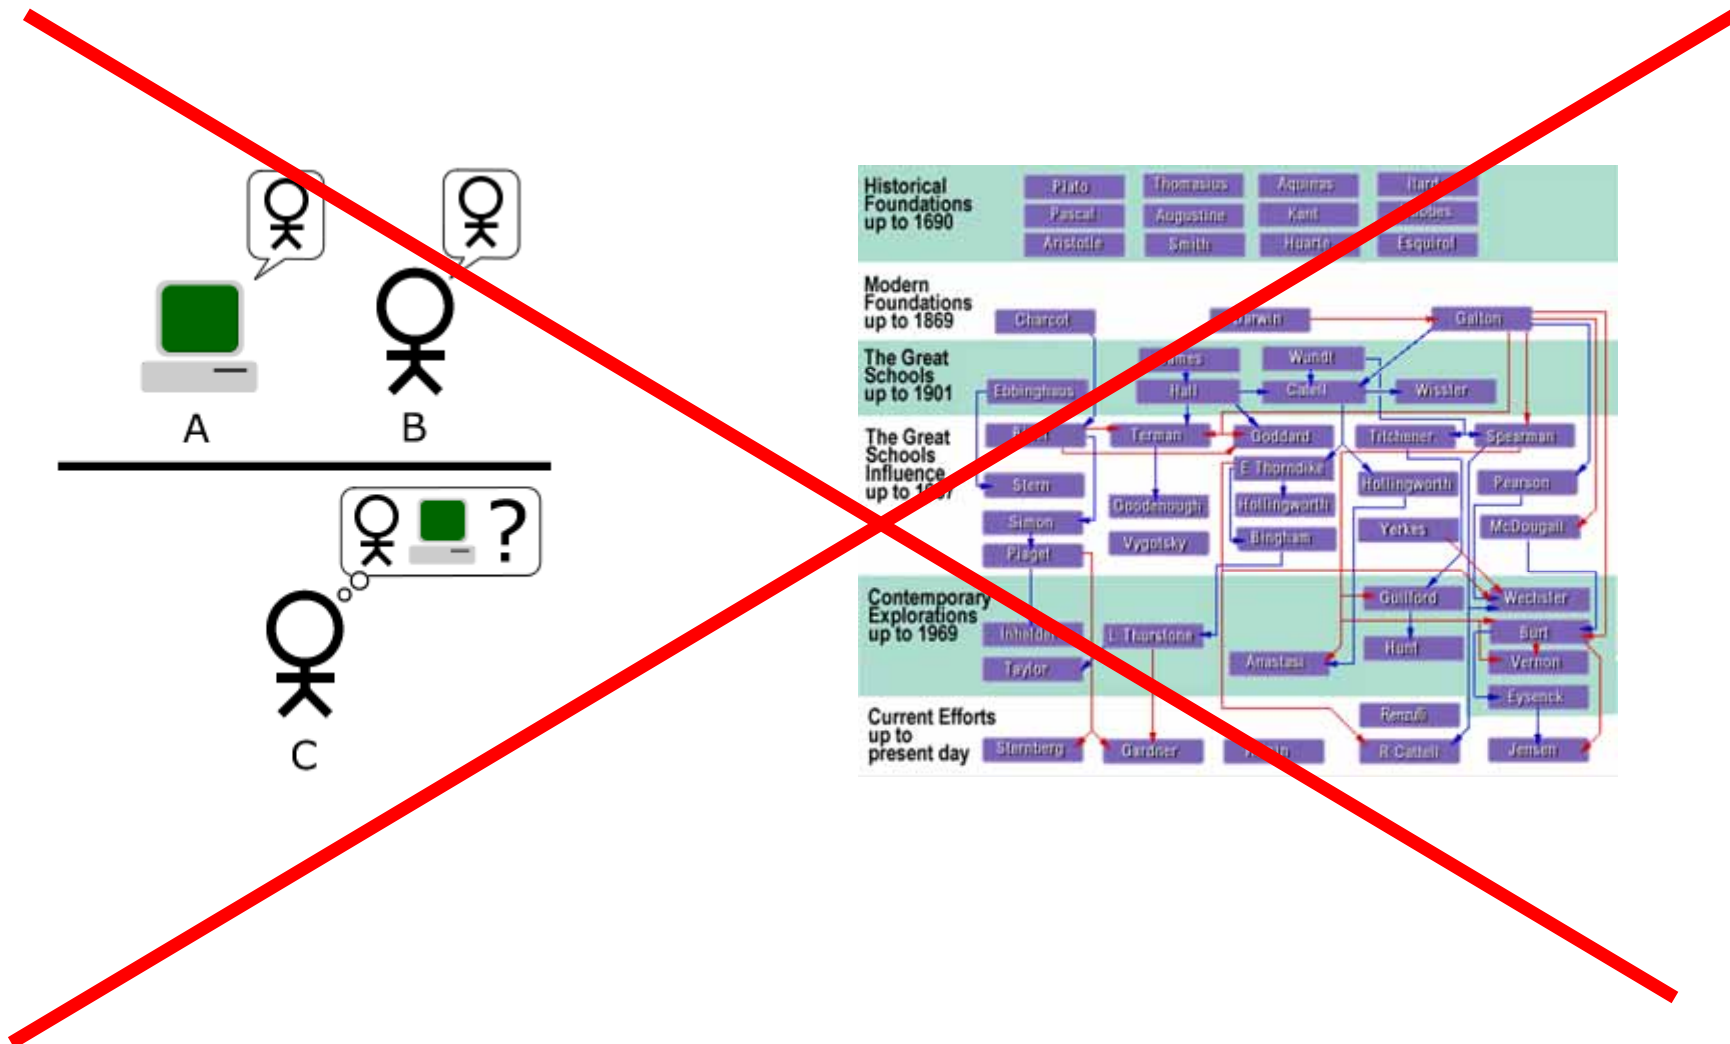 A
B
?
C
Historical
Foundations
up to 1690
Plato Thomasius Aquinas
Pascal Augustine Kant
Aristotle Smith Huarte Esquirol
Modern
Foundations
up to 1869
Charcot Galton
The Great
Schools
up to 1901
Wundt
Ebbinghaus Hall Wissler
The Great
Schools
Influence
up to
Terman Goddard Titchener Spearman
E Thorndike
Stern Hollingworth Pearson
Goodenough Hollingworth
Simon Yerkes McDougall
Piaget Vygotsky Bingham
Contemporary
Explorations
up to 1969
Guilford Wechsler
L Thurstone Burt
Hunt
Taylor Anastasi Vernon
Eysenck
Current Efforts
up to
present day
Renzulli
Sternberg Gardner R Cattell Jensen